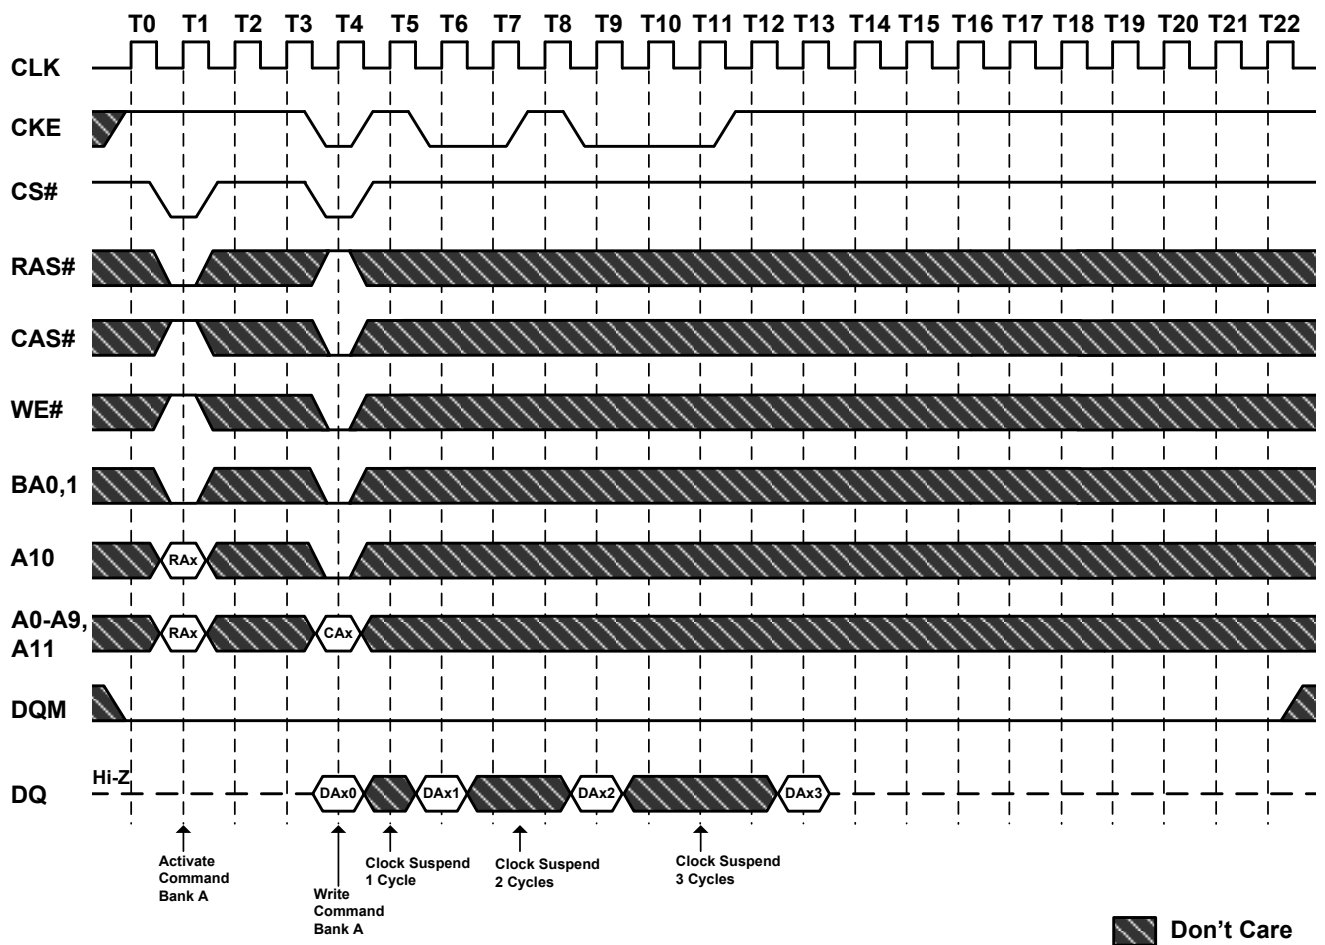 T0 T1 T2 T3 T4 T5 T6 T7 T8 T9 T10 T11 T12 T13 T14 T15 T16 T17 T18 T19 T20 T21 T22
CLK
CKE
CS#
RAS#
CAS#
WE#
BA0,1
A10
RAx
A0-A9,
A11
RAx
CAx
DQM
Hi-Z
DQ
DAx0
DAx1
DAx2
DAx3
Activate
Command
Bank A
Write
Command
Bank A
Clock Suspend
1 Cycle
Clock Suspend
2 Cycles
Clock Suspend
3 Cycles
Don't Care